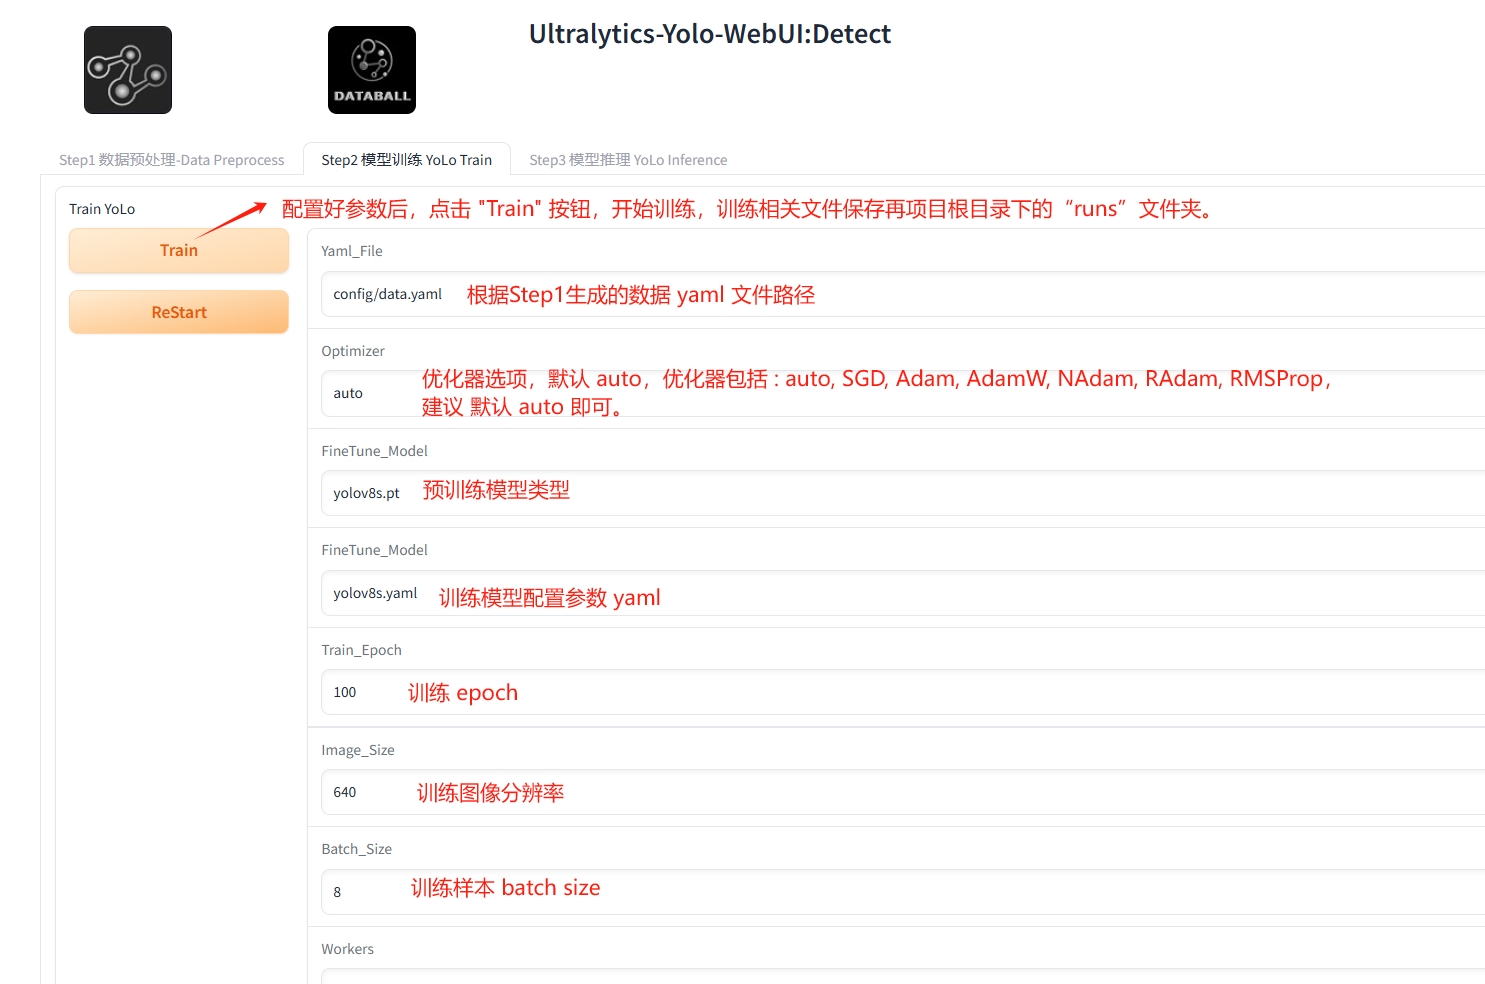 Ultralytics-Yolo-WebUI:Detect
DATABALL
Step1 数据预处理-Data Preprocess
Step2 模型训练 YoLo Train
Step3 模型推理 YoLo Inference
Train YoLo
配置好参数后，点击 "Train" 按钮，开始训练，训练相关文件保存再项目根目录下的“runs”文件夹。
Train
ReStart
Yaml_File
config/data.yaml
根据Step1生成的数据 yaml 文件路径
Optimizer
auto
优化器选项，默认 auto，优化器包括：auto, SGD, Adam, AdamW, NAdam, RAdam, RMSProp，
建议 默认 auto 即可。
FineTune_Model
yolov8s.pt
预训练模型类型
FineTune_Model
yolov8s.yaml
训练模型配置参数 yaml
Train_Epoch
100
训练 epoch
Image_Size
640
训练图像分辨率
Batch_Size
8
训练样本 batch size
Workers